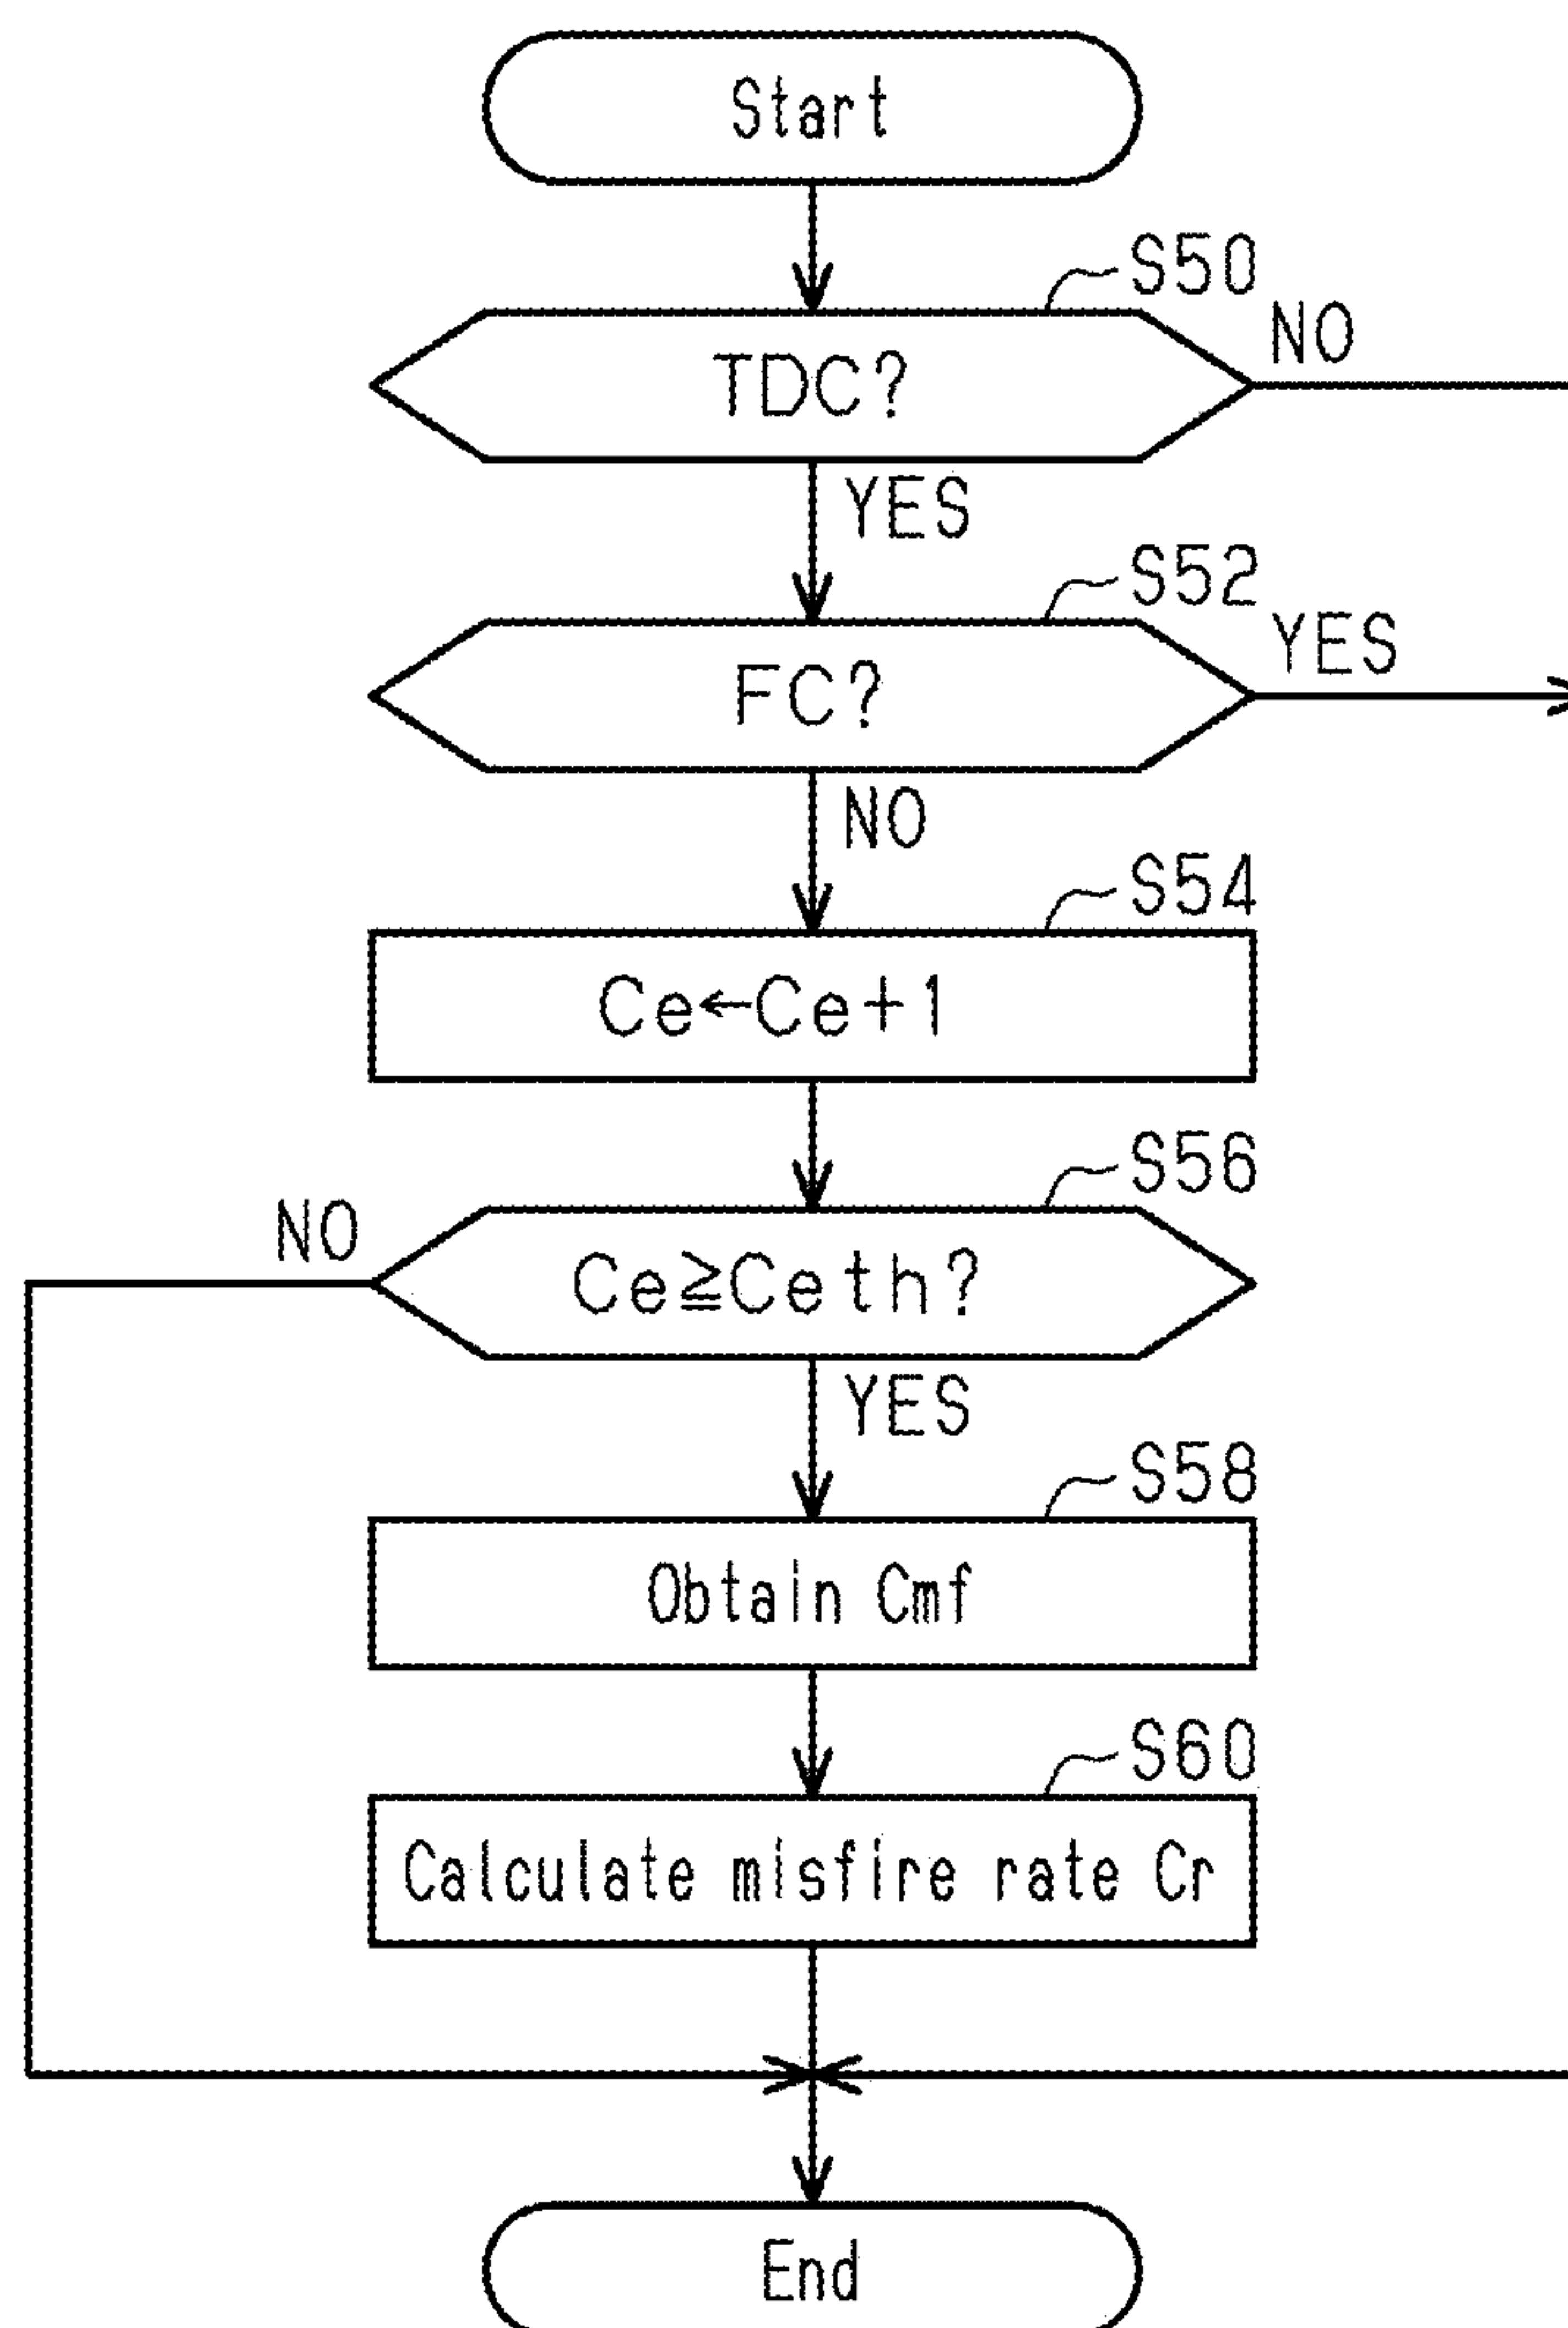 Start
S50
TDC?
NO
YES
S52
FC?
YES
NO
S54
Ce←Ce+1
S56
NO
Ce≧Ceth?
YES
S58
Obtain Cmf
S60
Calculate misfire rate Cr
End